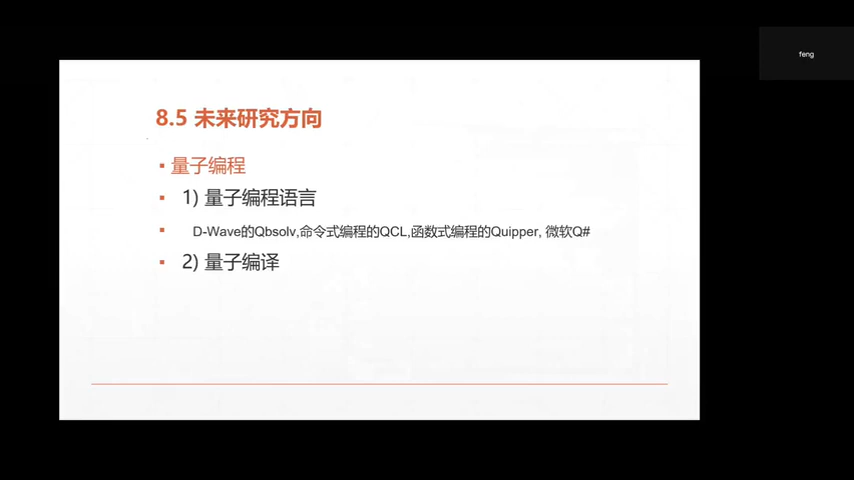 8.5 未来研究方向
量子编程
1) 量子编程语言
D-Wave的Qbsolv,命令式编程的QCL,函数式编程的Quipper, 微软Q#
2) 量子编译
feng